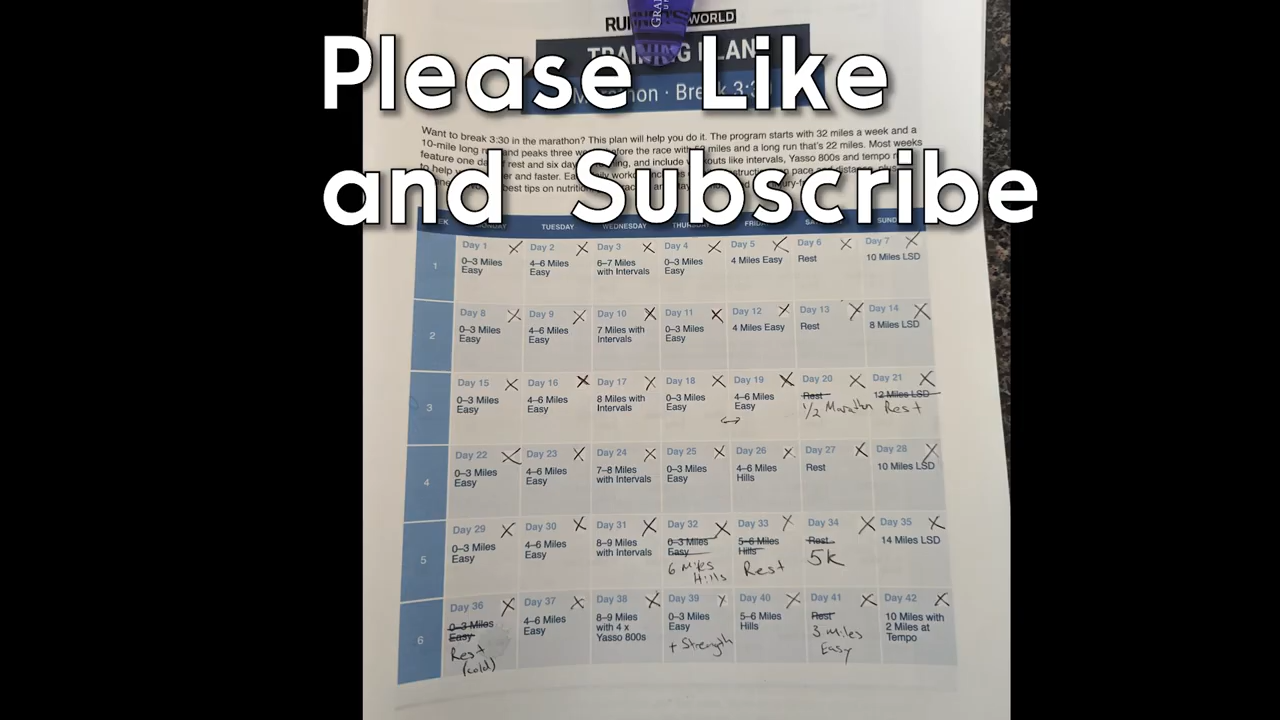 Please Like
and Subscribe
WORLD
Want to break 3:30 in the marathon? This plan will help you do it. The program starts with 32 miles a week and a
10-mile long and peaks three before the race with miles and a long run that's 22 miles. Most weeks
feature one rest and six and include like intervals, Yasso 800s and tempo
to help and faster.
best tips on
TUESDAY WEDNESDAY
1
Day 1 X Day 2 X Day 3 X Day 4 X Day 5 X Day 6 X Day 7 X
0–3 Miles Easy 4–6 Miles Easy 6–7 Miles with Intervals 0–3 Miles Easy 4 Miles Easy Rest 10 Miles LSD
2
Day 8 X Day 9 X Day 10 X Day 11 X Day 12 X Day 13 X Day 14 X
0–3 Miles Easy 4–6 Miles Easy 7 Miles with Intervals 0–3 Miles Easy 4 Miles Easy Rest 8 Miles LSD
3
Day 15 X Day 16 X Day 17 X Day 18 X Day 19 X Day 20 X Day 21 X
0–3 Miles Easy 4–6 Miles Easy 8 Miles with Intervals 0–3 Miles Easy 4–6 Miles Easy Rest 12 Miles LSD
1/2 Marathon Rest
4
Day 22 X Day 23 X Day 24 X Day 25 X Day 26 X Day 27 X Day 28 X
0–3 Miles Easy 4–6 Miles Easy 7–8 Miles with Intervals 0–3 Miles Easy 4–6 Miles Hills Rest 10 Miles LSD
5
Day 29 X Day 30 X Day 31 X Day 32 X Day 33 X Day 34 X Day 35 X
0–3 Miles Easy 4–6 Miles Easy 8–9 Miles with Intervals 0–3 Miles Easy 5–6 Miles Hills Rest 14 Miles LSD
6 Miles Hills Rest 5K
6
Day 36 X Day 37 X Day 38 X Day 39 X Day 40 X Day 41 X Day 42 X
0–3 Miles Easy 4–6 Miles Easy 8–9 Miles with 4 x Yasso 800s 0–3 Miles Easy 5–6 Miles Hills Rest 10 Miles with 2 Miles at Tempo
Rest (cold) + Strength 3 miles Easy